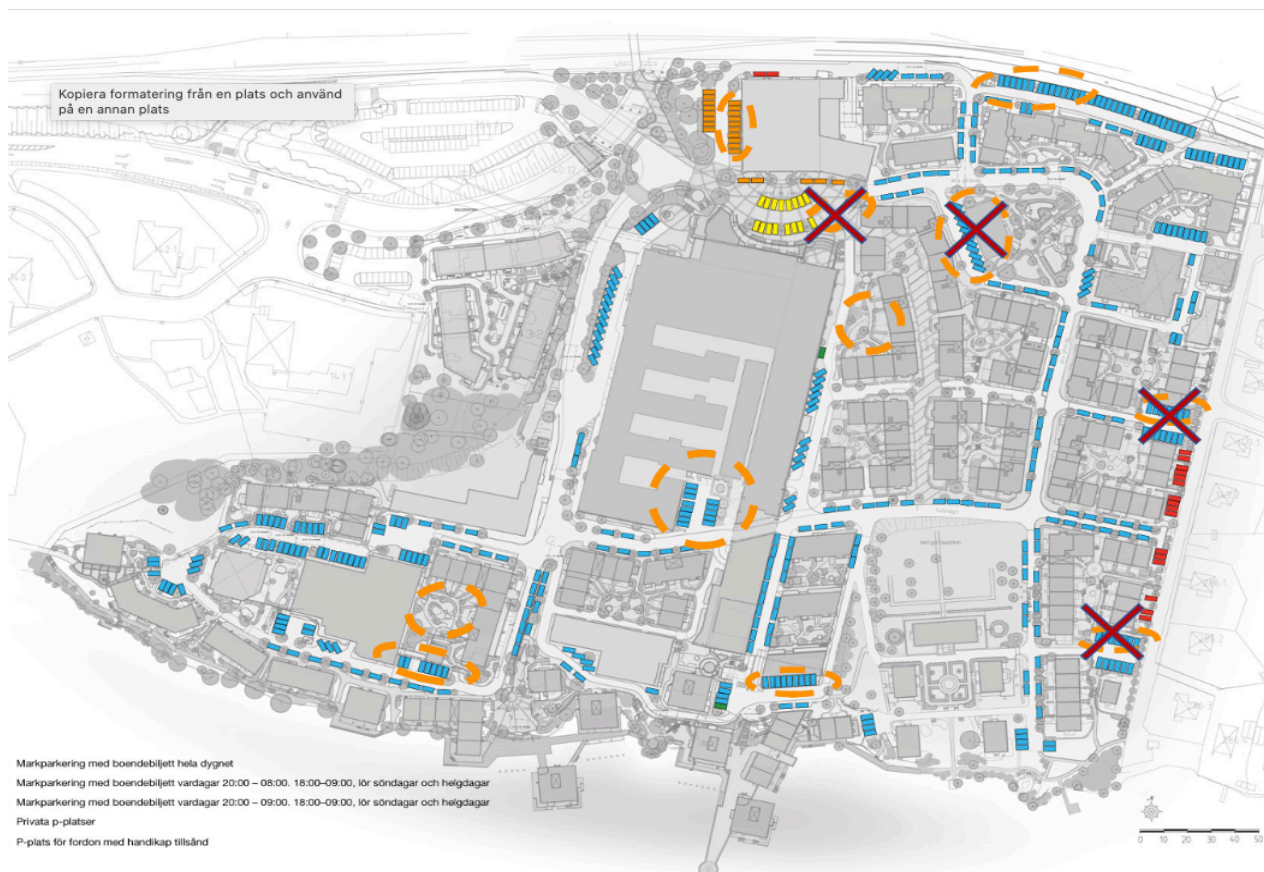 Kopiera formatering från en plats och använd
på en annan plats
Markparkering med boendebiljett hela dygnet
Markparkering med boendebiljett vardagar 20:00 – 08:00. 18:00–09:00, lör söndagar och helgdagar
Markparkering med boendebiljett vardagar 20:00 – 09:00. 18:00–09:00, lör söndagar och helgdagar
Privata p-platser
P-plats för fordon med handikap tillsånd
0 10 20 30 40 50